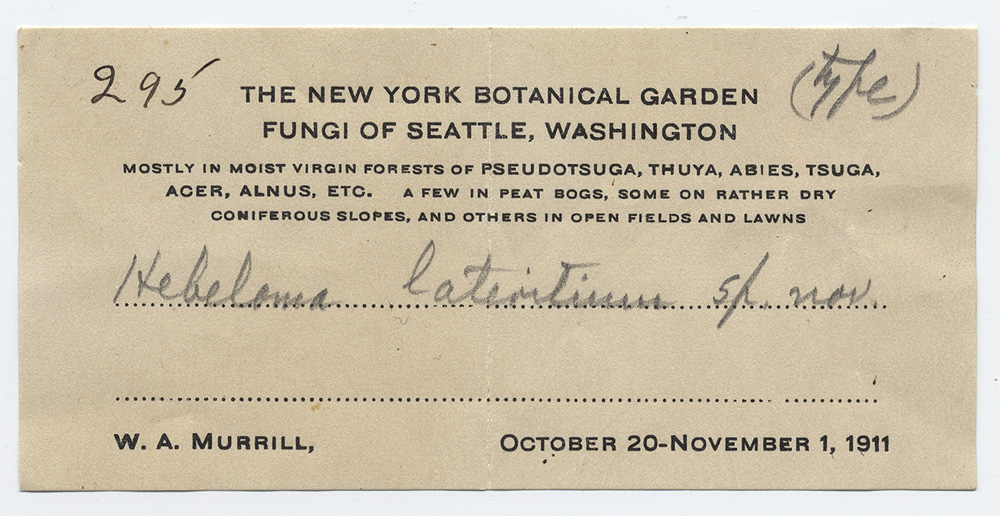 295
(type)
THE NEW YORK BOTANICAL GARDEN
FUNGI OF SEATTLE, WASHINGTON
MOSTLY IN MOIST VIRGIN FORESTS OF PSEUDOTSUGA, THUYA, ABIES, TSUGA,
ACER, ALNUS, ETC. A FEW IN PEAT BOGS, SOME ON RATHER DRY
CONIFEROUS SLOPES, AND OTHERS IN OPEN FIELDS AND LAWNS
Hebeloma lateritium sp. nov.
W. A. MURRILL, OCTOBER 20-NOVEMBER 1, 1911